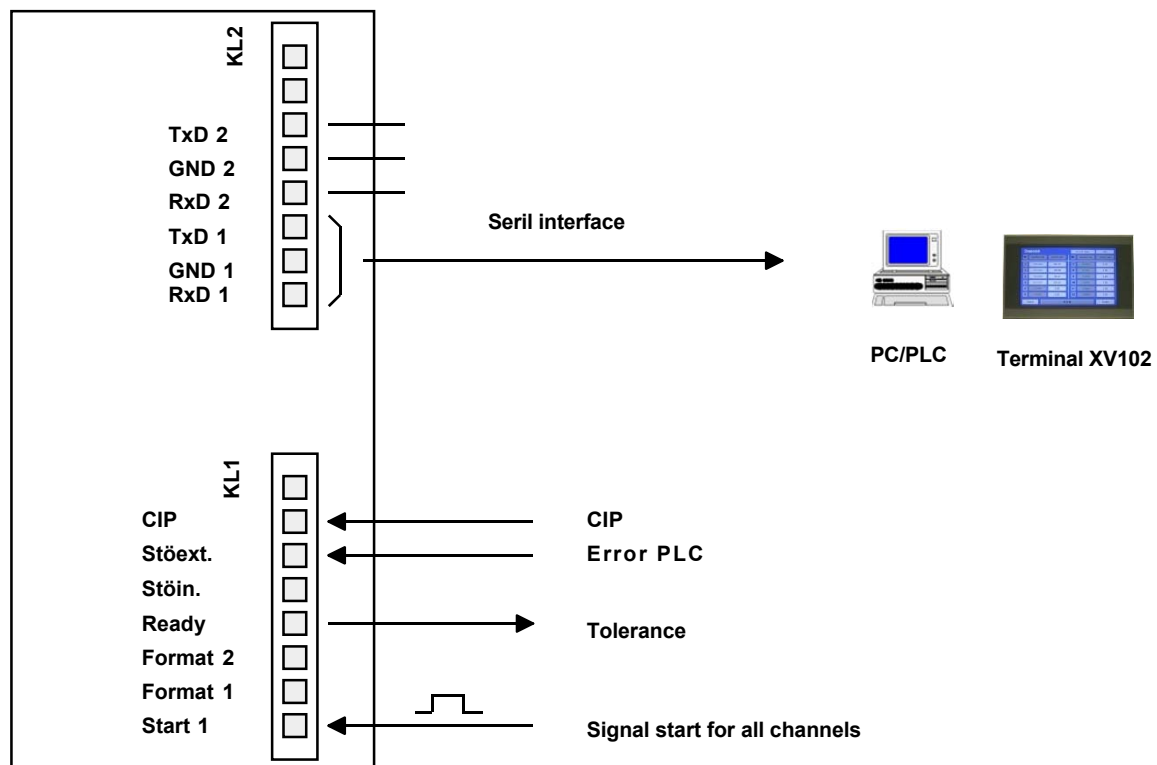 KL2
TxD 2
GND 2
RxD 2
TxD 1
GND 1
RxD 1
Seril interface
PC/PLC
Terminal XV102
KL1
CIP
CIP
Stöext.
Error PLC
Stöin.
Ready
Tolerance
Format 2
Format 1
Start 1
Signal start for all channels